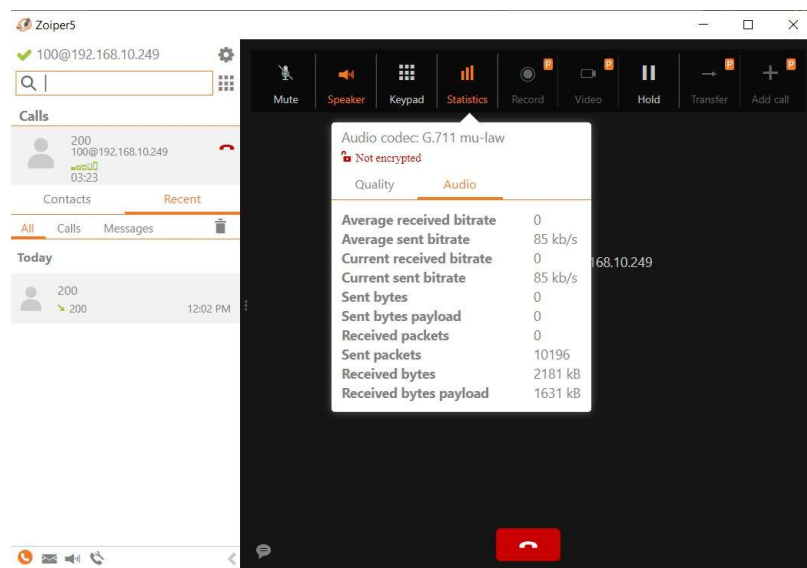 Zoiper5
100@192.168.10.249
Calls
200
100@192.168.10.249
03:23
Contacts Recent
All Calls Messages
Today
200
200 12:02 PM
Mute Speaker Keypad Statistics Record Video Hold Transfer Add call
P P P P
Audio codec: G.711 mu-law
Not encrypted
Quality Audio
Average received bitrate 0
Average sent bitrate 85 kb/s
Current received bitrate 0
Current sent bitrate 85 kb/s
Sent bytes 0
Sent bytes payload 0
Received packets 0
Sent packets 10196
Received bytes 2181 kB
Received bytes payload 1631 kB
168.10.249